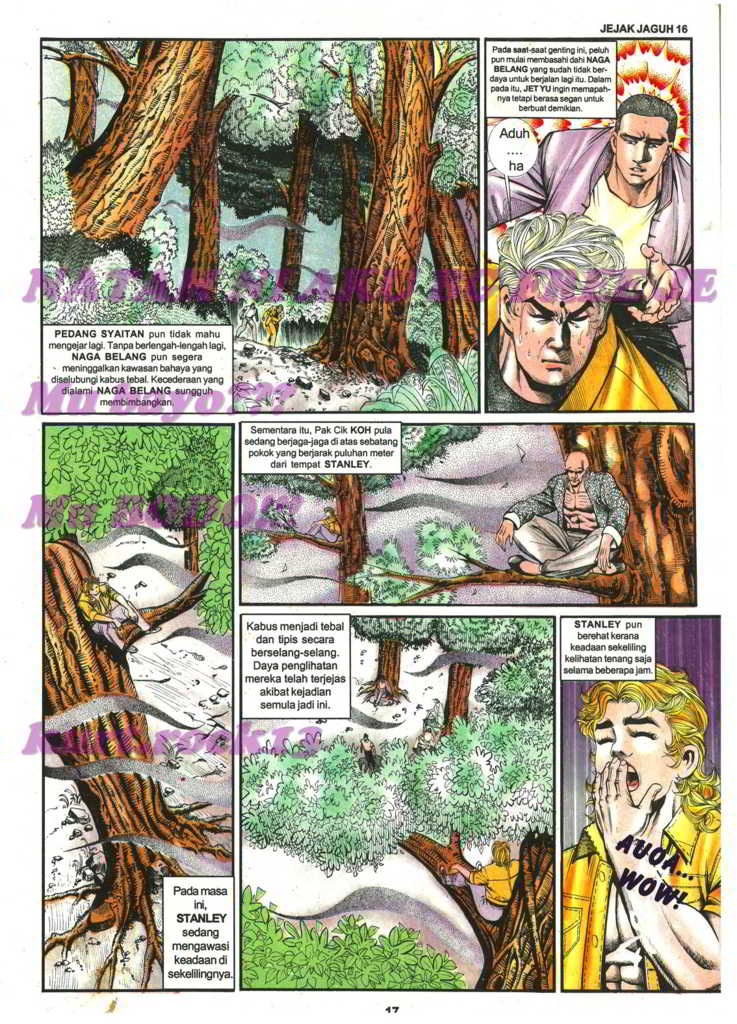 JEJAK JAGUH 16
PEDANG SYAITAN pun tidak mahu
mengejar lagi. Tanpa berlengah-lengah lagi,
NAGA BELANG pun segera
meninggalkan kawasan bahaya yang
diselubungi kabus tebal. Kecederaan yang
dialami NAGA BELANG sungguh
membimbangkan.
Pada saat-saat genting ini, peluh
pun mulai membasahi dahi NAGA
BELANG yang sudah tidak ber-
daya untuk berjalan lagi itu. Dalam
pada itu, JET YU ingin memapah-
nya tetapi berasa segan untuk
berbuat demikian.
Aduh
....
ha
Sementara itu, Pak Cik KOH pula
sedang berjaga-jaga di atas sebatang
pokok yang berjarak puluhan meter
dari tempat STANLEY.
Pada masa
ini,
STANLEY
sedang
mengawasi
keadaan di
sekelilingnya.
Kabus menjadi tebal
dan tipis secara
berselang-selang.
Daya penglihatan
mereka telah terjejas
akibat kejadian
semula jadi ini.
STANLEY pun
berehat kerana
keadaan sekeliling
kelihatan tenang saja
selama beberapa jam.
AUOA...
WOW!
17